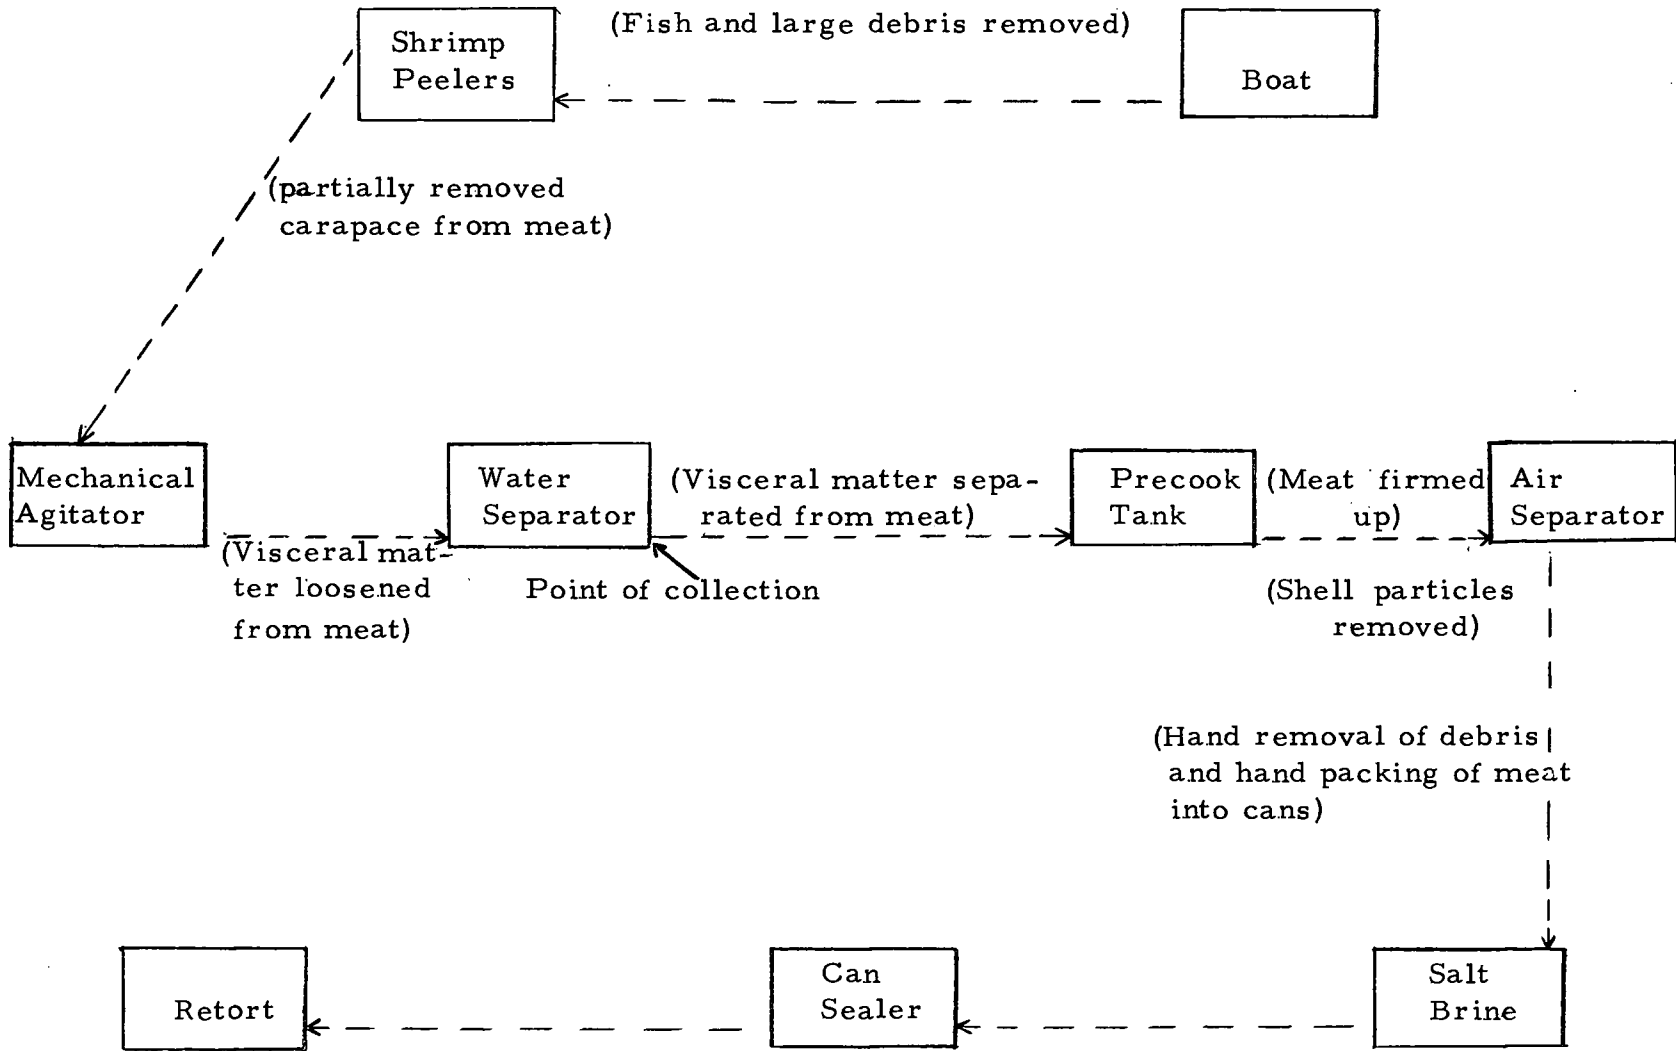 (Fish and large debris removed)
Shrimp
Peelers
Boat
(partially removed
carapace from meat)
Mechanical
Agitator
Water
Separator
(Visceral matter sepa-
rated from meat)
Precook
Tank
(Meat firmed
up)
Air
Separator
(Visceral mat-
ter loosened
from meat)
Point of collection
(Shell particles
removed)
(Hand removal of debris
and hand packing of meat
into cans)
Retort
Can
Sealer
Salt
Brine